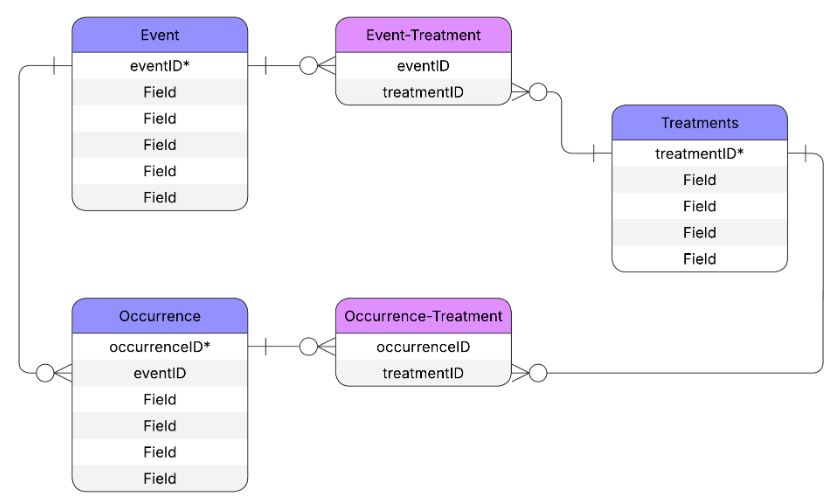 Event
eventID*
Field
Field
Field
Field
Field
Event-Treatment
eventID
treatmentID
Treatments
treatmentID*
Field
Field
Field
Field
Occurrence
occurrenceID*
eventID
Field
Field
Field
Field
Occurrence-Treatment
occurrenceID
treatmentID